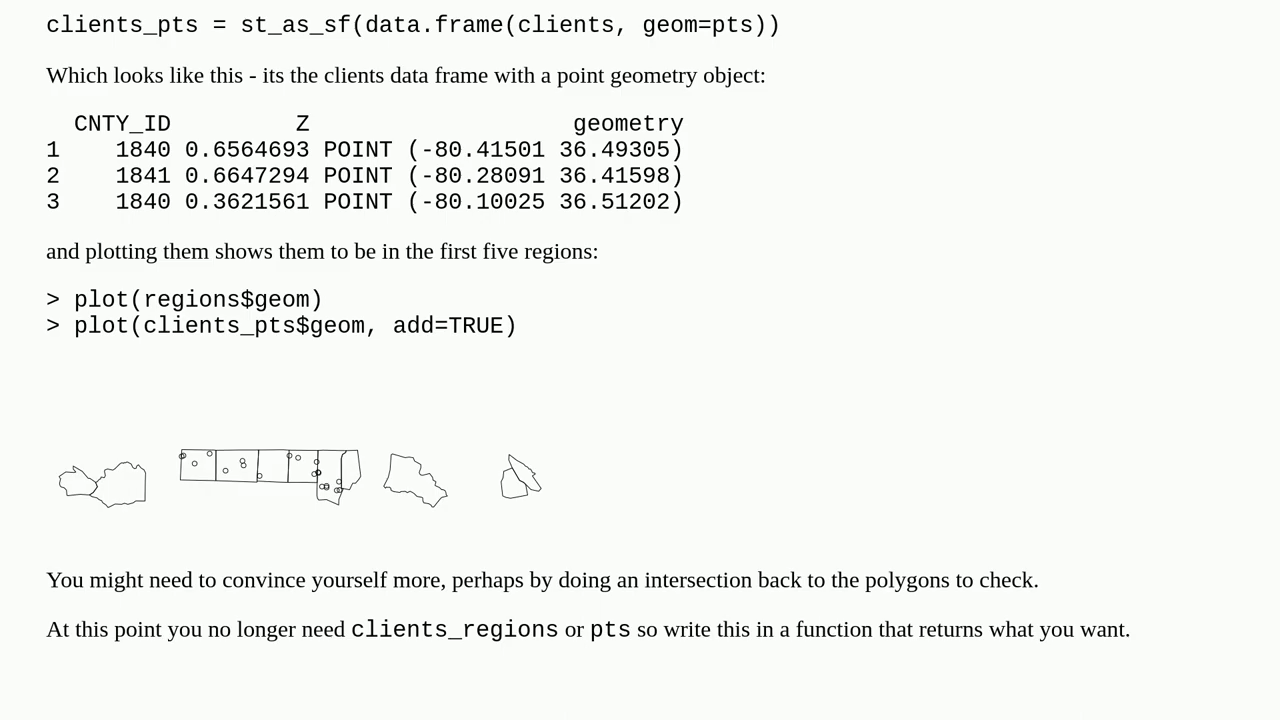 clients_pts = st_as_sf(data.frame(clients, geom=pts))
Which looks like this - its the clients data frame with a point geometry object:
  CNTY_ID         Z                   geometry
1    1840 0.6564693 POINT (-80.41501 36.49305)
2    1841 0.6647294 POINT (-80.28091 36.41598)
3    1840 0.3621561 POINT (-80.10025 36.51202)
and plotting them shows them to be in the first five regions:
> plot(regions$geom)
> plot(clients_pts$geom, add=TRUE)
You might need to convince yourself more, perhaps by doing an intersection back to the polygons to check.
At this point you no longer need clients_regions or pts so write this in a function that returns what you want.